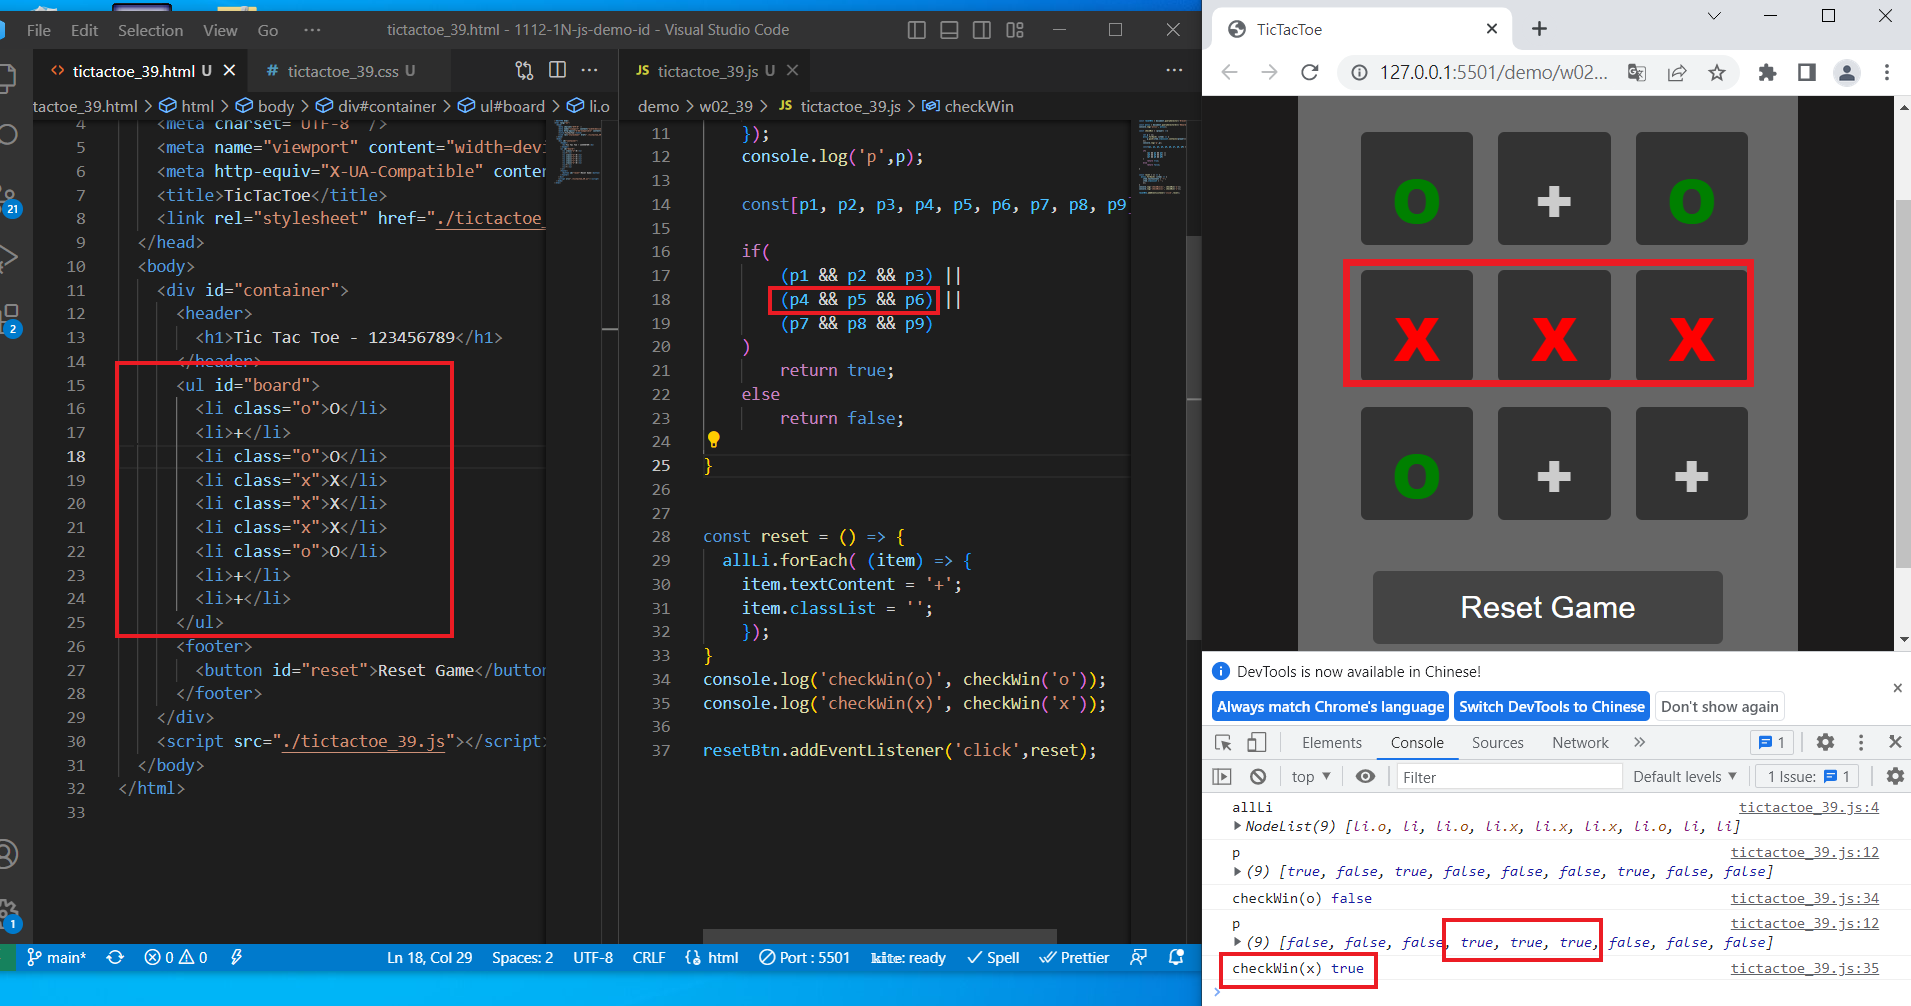 File Edit Selection View Go ··· tictactoe_39.html - 1112-1N-js-demo-id - Visual Studio Code
tictactoe_39.html U
# tictactoe_39.css U
JS tictactoe_39.js U
tactoe_39.html > html > body > div#container > ul#board > li.o
demo > w02_39 > JS tictactoe_39.js > checkWin
21
2
1
4 <meta charset="UTF-8" />
5 <meta name="viewport" content="width=devi
6 <meta http-equiv="X-UA-Compatible" conten
7 <title>TicTacToe</title>
8 <link rel="stylesheet" href="./tictactoe_
9 </head>
10 <body>
11 <div id="container">
12 <header>
13 <h1>Tic Tac Toe - 123456789</h1>
14 </header>
15 <ul id="board">
16 <li class="o">O</li>
17 <li>+</li>
18 <li class="o">O</li>
19 <li class="x">X</li>
20 <li class="x">X</li>
21 <li class="x">X</li>
22 <li class="o">O</li>
23 <li>+</li>
24 <li>+</li>
25 </ul>
26 <footer>
27 <button id="reset">Reset Game</button
28 </footer>
29 </div>
30 <script src="./tictactoe_39.js"></script>
31 </body>
32 </html>
33
11 });
12 console.log('p',p);
13
14 const[p1, p2, p3, p4, p5, p6, p7, p8, p9
15
16 if(
17 (p1 && p2 && p3) ||
18 (p4 && p5 && p6) ||
19 (p7 && p8 && p9)
20 )
21 return true;
22 else
23 return false;
24
25 }
26
27
28 const reset = () => {
29 allLi.forEach( (item) => {
30 item.textContent = '+';
31 item.classList = '';
32 });
33 }
34 console.log('checkWin(o)', checkWin('o'));
35 console.log('checkWin(x)', checkWin('x'));
36
37 resetBtn.addEventListener('click',reset);
main* 0 0 Ln 18, Col 29 Spaces: 2 UTF-8 CRLF html Port : 5501 kite: ready Spell Prettier
TicTacToe
127.0.0.1:5501/demo/w02...
o + o
x x x
o + +
Reset Game
DevTools is now available in Chinese!
Always match Chrome's language Switch DevTools to Chinese Don't show again
Elements Console Sources Network » 1
top Filter Default levels 1 Issue: 1
allLi tictactoe_39.js:4
NodeList(9) [li.o, li, li.o, li.x, li.x, li.x, li.o, li, li]
p tictactoe_39.js:12
(9) [true, false, true, false, false, false, true, false, false]
checkWin(o) false tictactoe_39.js:34
p tictactoe_39.js:12
(9) [false, false, false, true, true, true, false, false, false]
checkWin(x) true tictactoe_39.js:35